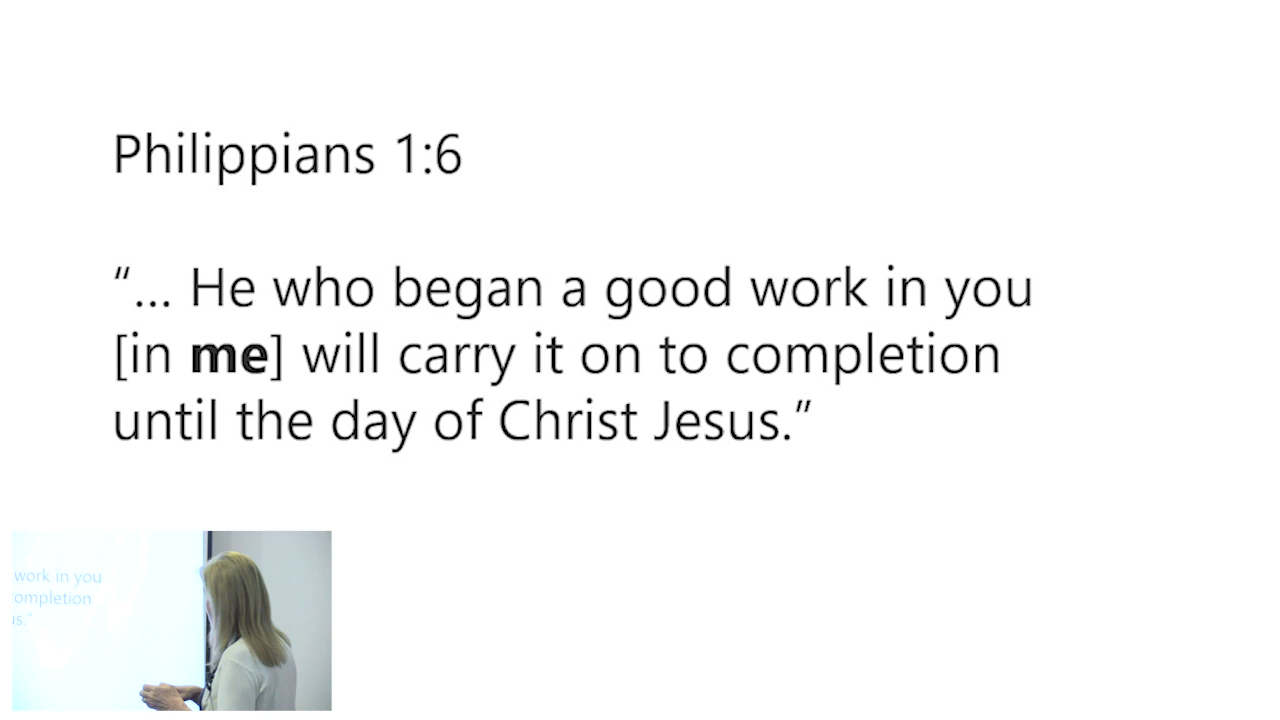 Philippians 1:6
“... He who began a good work in you
[in me] will carry it on to completion
until the day of Christ Jesus.”
work in you
ompletion
us.”